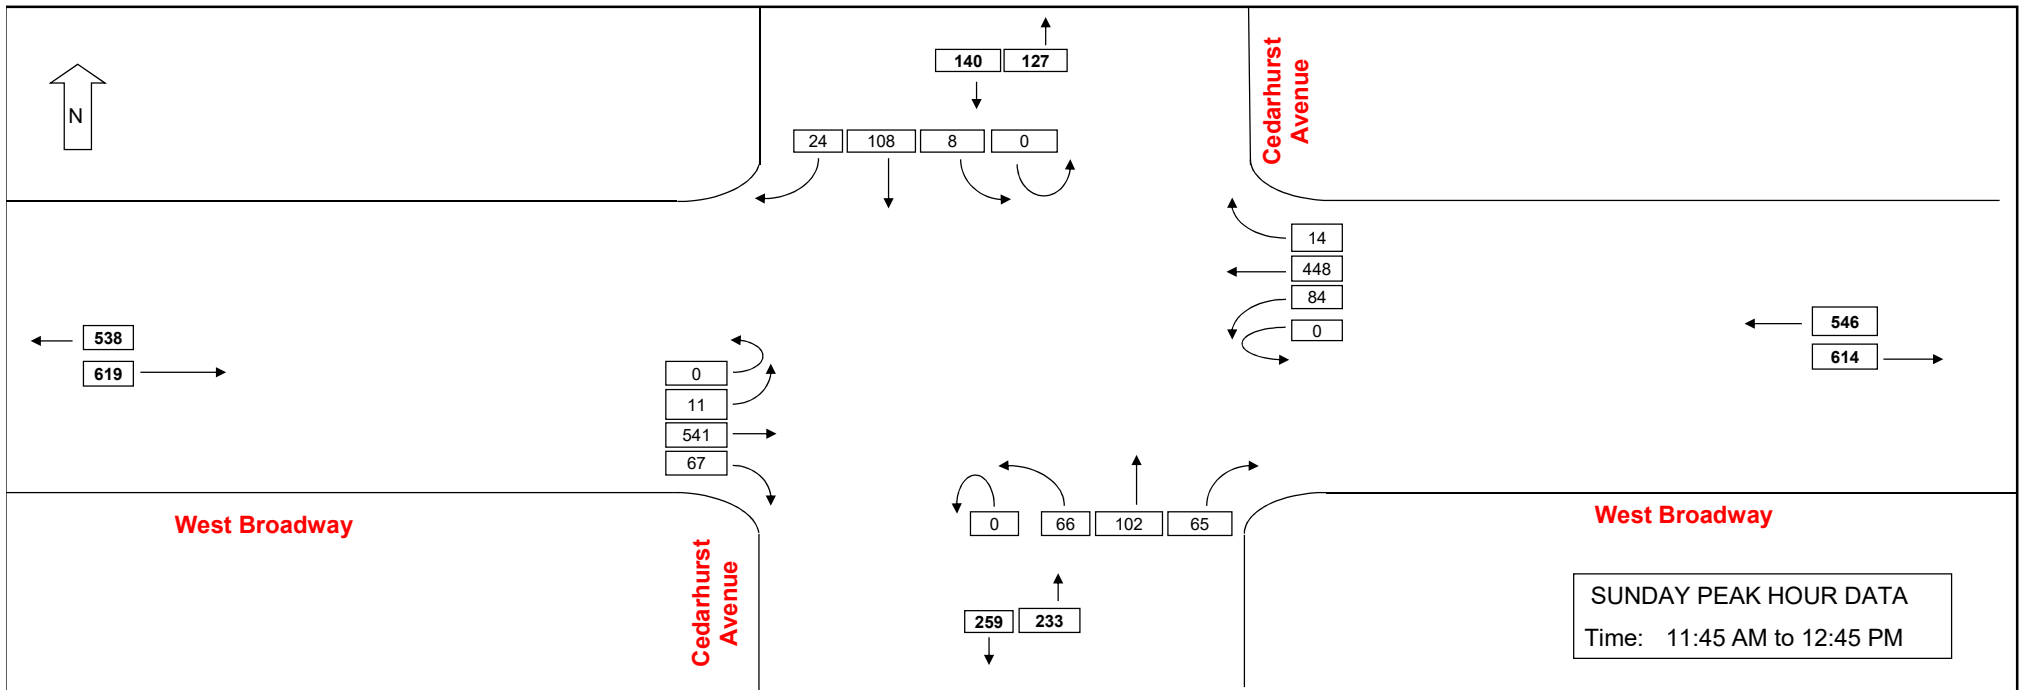 140 127
Cedarhurst
Avenue
N
24 108 8 0
14
448
84
0
538
619
546
614
0
11
541
67
0 66 102 65
West Broadway
West Broadway
Cedarhurst
Avenue
259 233
SUNDAY PEAK HOUR DATA
Time: 11:45 AM to 12:45 PM